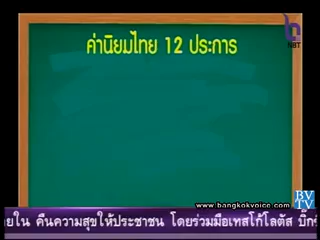 NBT
ค่านิยมไทย 12 ประการ
BV
TV
www.bangkokvoice.com
ยใน คืนความสุขให้ประชาชน โดยร่วมมือเทสโก้โลตัส บิ๊กซี